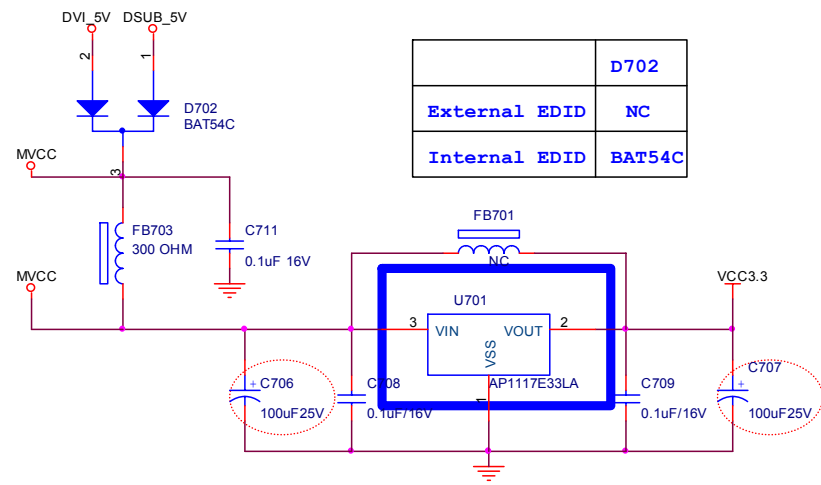 DVI_5V DSUB_5V
2
1
D702
BAT54C
D702
External EDID NC
Internal EDID BAT54C
MVCC
3
FB703
300 OHM
C711
0.1uF 16V
FB701
NC
MVCC
U701
VCC3.3
3
VIN
VOUT
2
VSS
AP1117E33LA
1
C706
+
100uF25V
C708
0.1uF/16V
C709
0.1uF/16V
C707
+
100uF25V